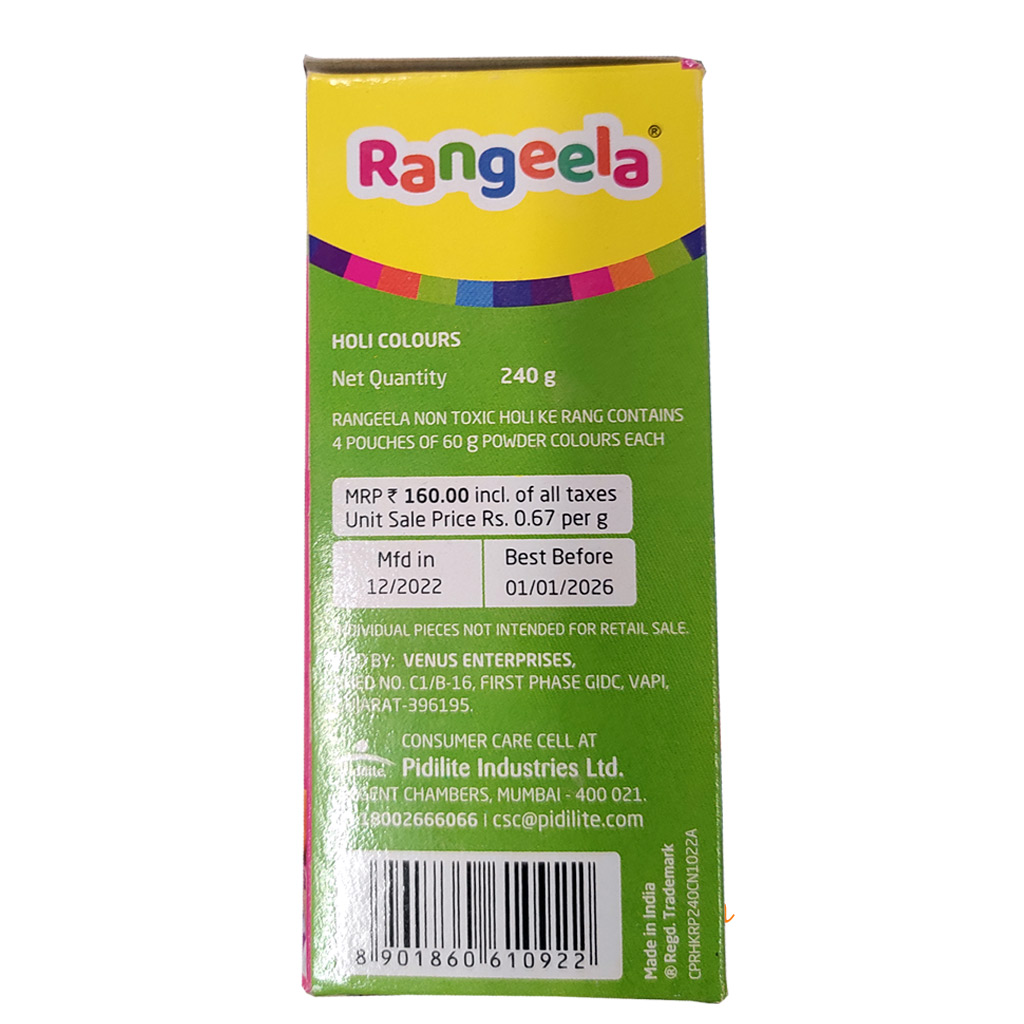 Rangeela®
HOLI COLOURS
Net Quantity 240 g
RANGEELA NON TOXIC HOLI KE RANG CONTAINS
4 POUCHES OF 60 g POWDER COLOURS EACH
MRP ₹ 160.00 incl. of all taxes
Unit Sale Price Rs. 0.67 per g
Mfd in Best Before
12/2022 01/01/2026
PIECES NOT INTENDED FOR RETAIL SALE.
BY: VENUS ENTERPRISES,
NO. C1/B-16, FIRST PHASE GIDC, VAPI,
396195.
CONSUMER CARE CELL AT
Pidilite Industries Ltd.
CHAMBERS, MUMBAI - 400 021.
18002666066 | csc@pidilite.com
8 901860 610922
Made in India
® Regd. Trademark
CPRHKRP240CN1022A